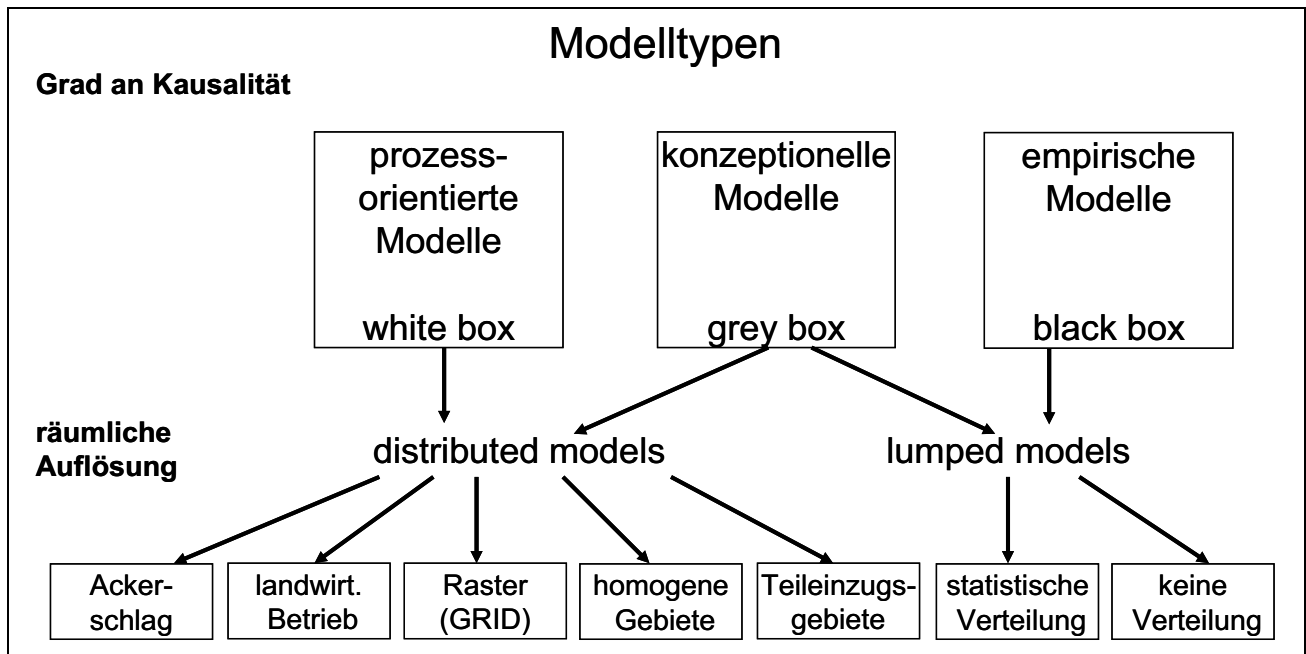 Modelltypen
Grad an Kausalität
prozess-
orientierte
Modelle
white box
konzeptionelle
Modelle
grey box
empirische
Modelle
black box
räumliche
Auflösung
distributed models
lumped models
Acker-
schlag
landwirt.
Betrieb
Raster
(GRID)
homogene
Gebiete
Teileinzugs-
gebiete
statistische
Verteilung
keine
Verteilung